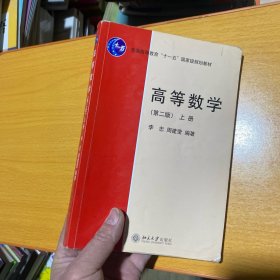 普通高等教育“十一五”国家级规划教材
高等数学
(第二版) 上册
李忠 周建莹 编著
北京大学出版社